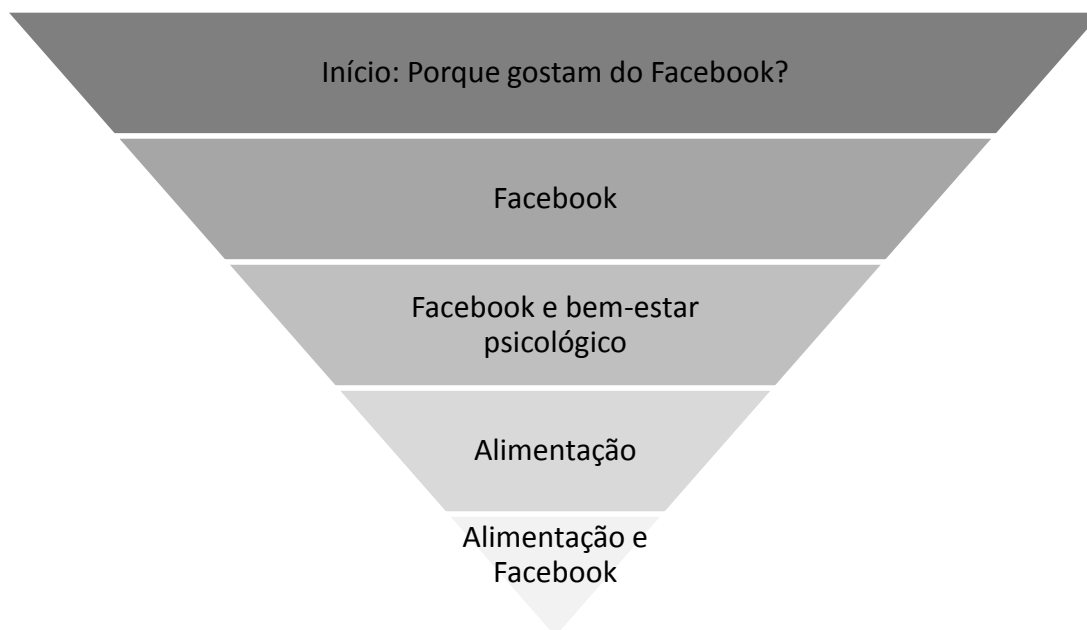 Início: Porque gostam do Facebook?
Facebook
Facebook e bem-estar
psicológico
Alimentação
Alimentação e
Facebook